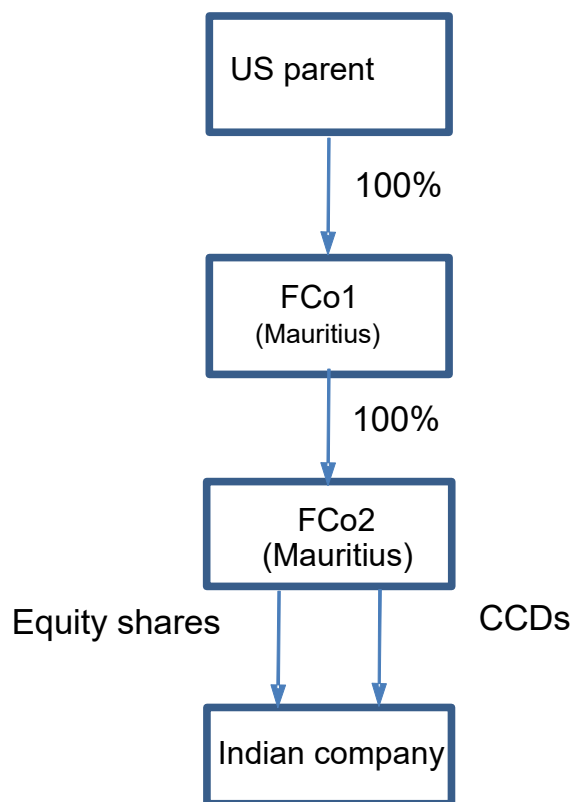 US parent
100%
FCo1
(Mauritius)
100%
FCo2
(Mauritius)
Equity shares
CCDs
Indian company